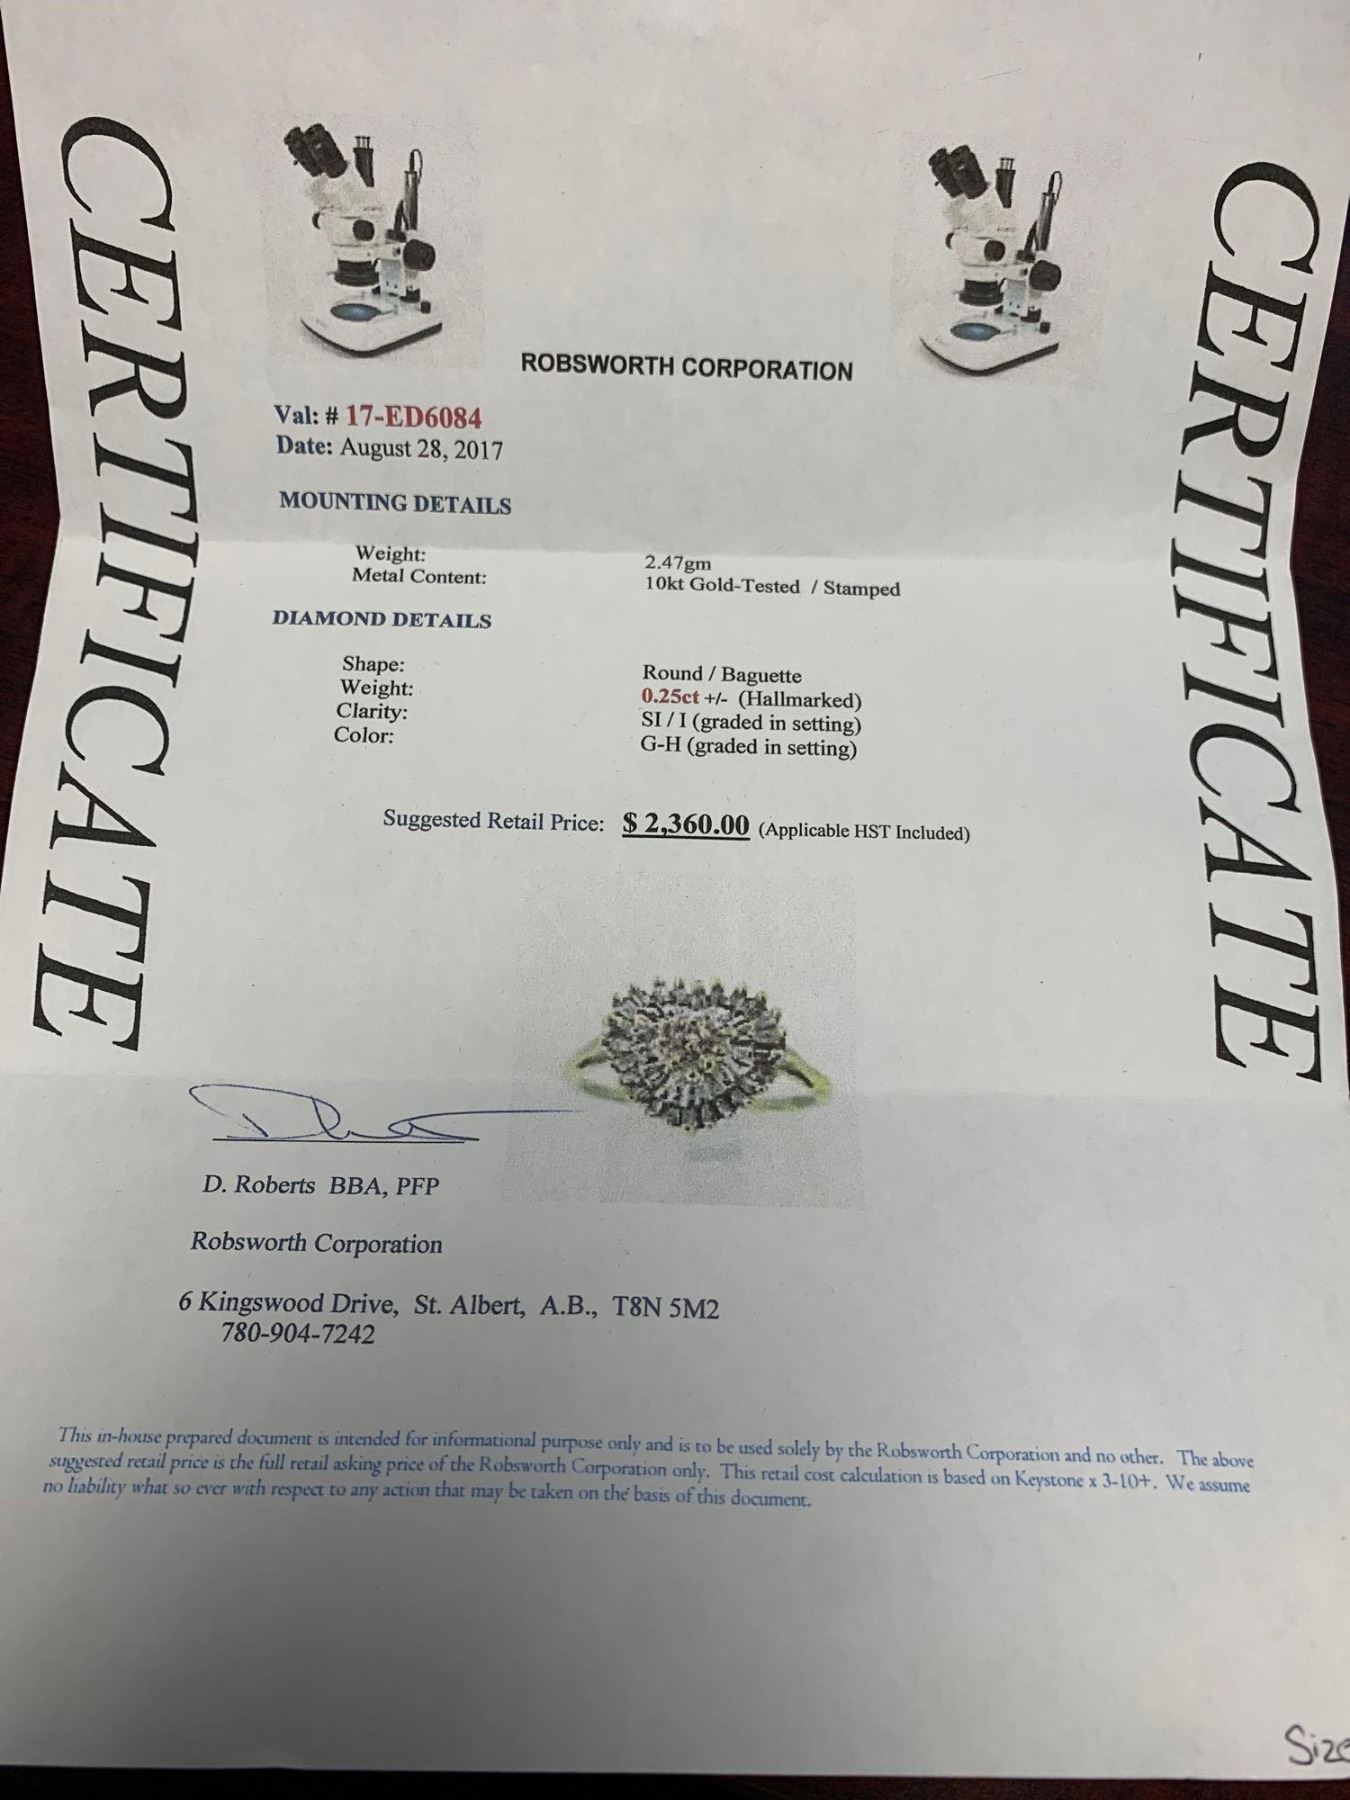 CERTIFICATE
CERTIFICATE
ROBSWORTH CORPORATION
Val: # 17-ED6084
Date: August 28, 2017
MOUNTING DETAILS
Weight: 2.47gm
Metal Content: 10kt Gold-Tested / Stamped
DIAMOND DETAILS
Shape: Round / Baguette
Weight: 0.25ct +/- (Hallmarked)
Clarity: SI / I (graded in setting)
Color: G-H (graded in setting)
Suggested Retail Price: $ 2,360.00 (Applicable HST Included)
D. Roberts BBA, PFP
Robsworth Corporation
6 Kingswood Drive, St. Albert, A.B., T8N 5M2
780-904-7242
This in-house prepared document is intended for informational purpose only and is to be used solely by the Robsworth Corporation and no other. The above
suggested retail price is the full retail asking price of the Robsworth Corporation only. This retail cost calculation is based on Keystone x 3-10+. We assume
no liability what so ever with respect to any action that may be taken on the basis of this document.
Size